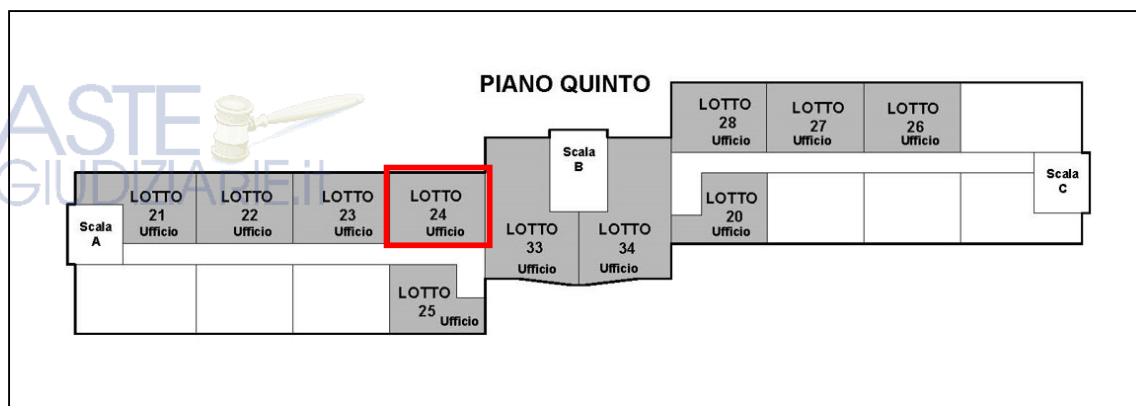 PIANO QUINTO
ASTE
GIUDIZIARIE.it
LOTTO
28
Ufficio
LOTTO
27
Ufficio
LOTTO
26
Ufficio
Scala
B
Scala
C
LOTTO
21
Ufficio
LOTTO
22
Ufficio
LOTTO
23
Ufficio
LOTTO
24
Ufficio
LOTTO
20
Ufficio
Scala
A
LOTTO
33
Ufficio
LOTTO
34
Ufficio
LOTTO
25
Ufficio